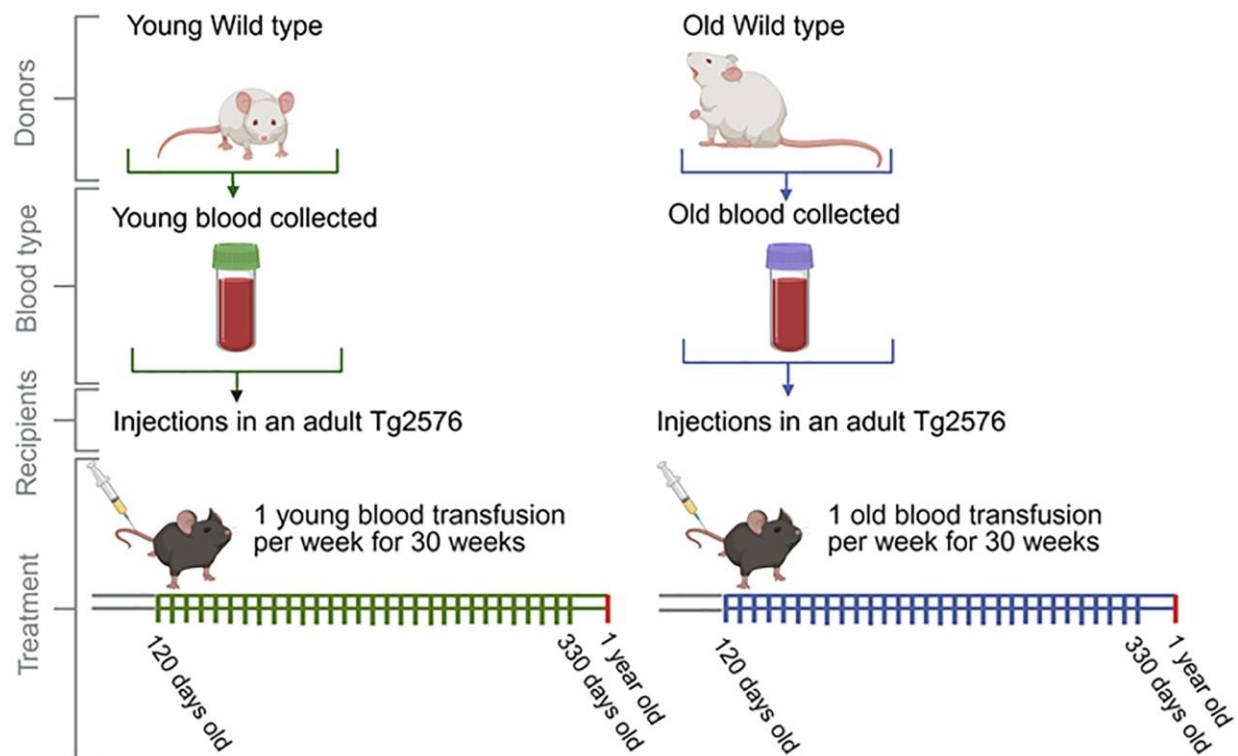 Donors
Young Wild type
Old Wild type
Blood type
Young blood collected
Old blood collected
Recipients
Injections in an adult Tg2576
Injections in an adult Tg2576
Treatment
1 young blood transfusion
per week for 30 weeks
1 old blood transfusion
per week for 30 weeks
120 days old
330 days old
1 year old
120 days old
330 days old
1 year old